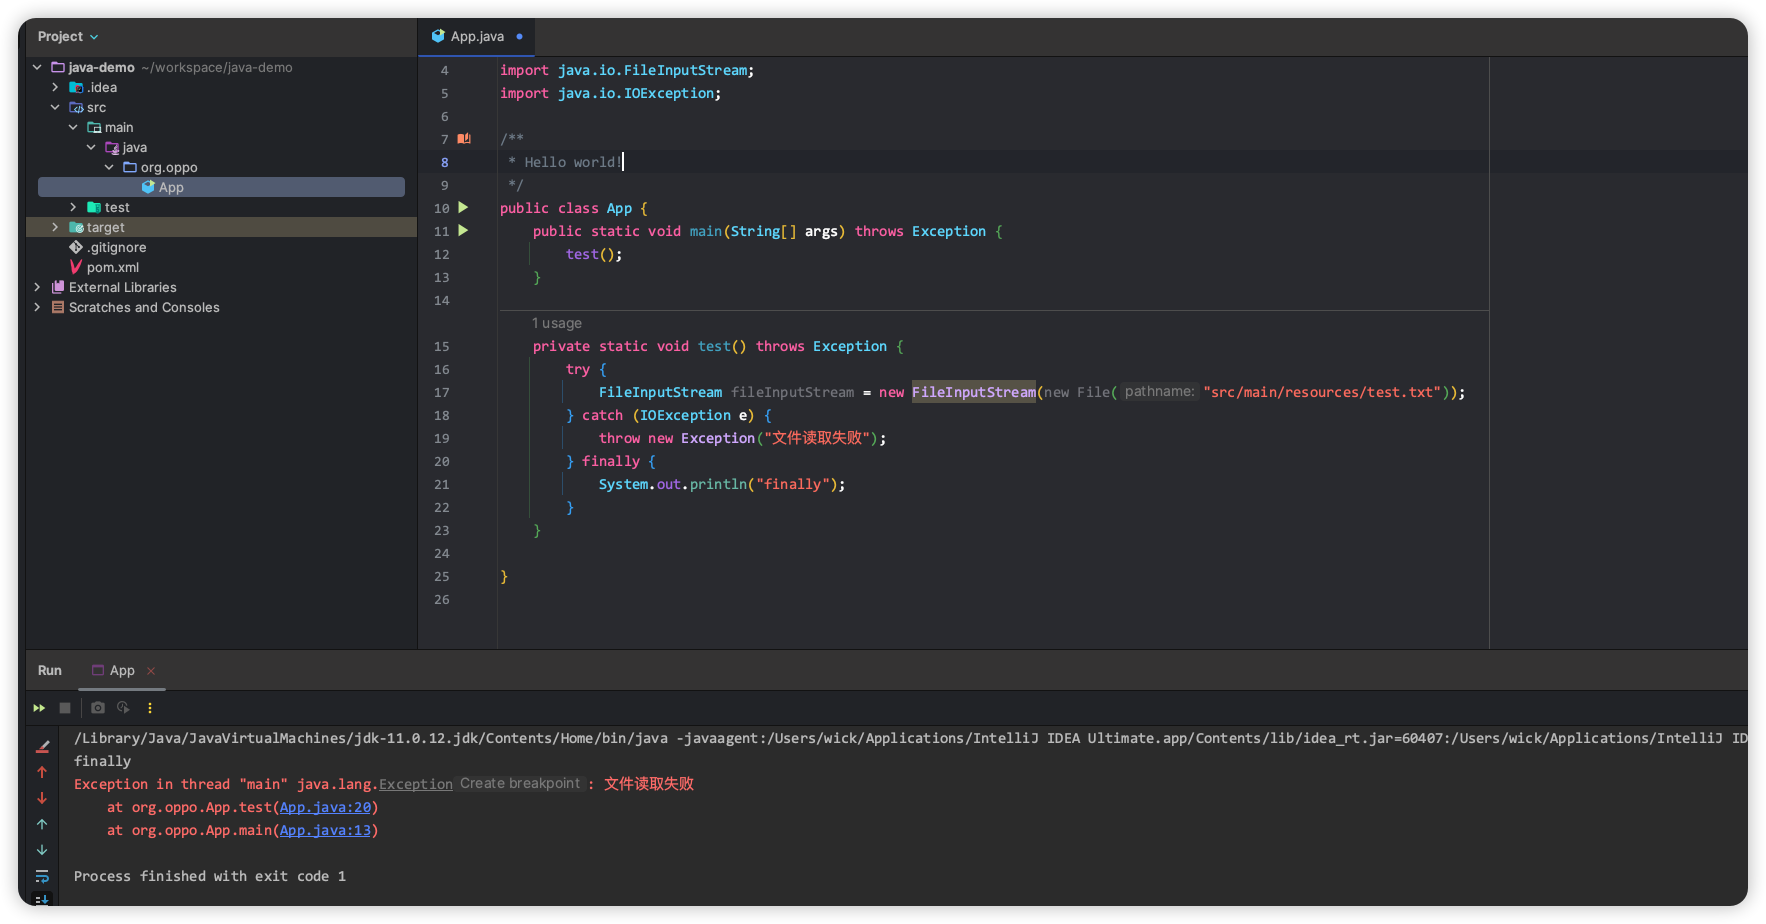 Project
java-demo ~/workspace/java-demo
.idea
src
main
java
org.oppo
App
test
target
.gitignore
pom.xml
External Libraries
Scratches and Consoles
App.java
4 import java.io.FileInputStream;
5 import java.io.IOException;
6
7 /**
8 * Hello world!
9 */
10 public class App {
11 public static void main(String[] args) throws Exception {
12 test();
13 }
14
1 usage
15 private static void test() throws Exception {
16 try {
17 FileInputStream fileInputStream = new FileInputStream(new File( pathname: "src/main/resources/test.txt"));
18 } catch (IOException e) {
19 throw new Exception("文件读取失败");
20 } finally {
21 System.out.println("finally");
22 }
23 }
24
25 }
26
Run App
/Library/Java/JavaVirtualMachines/jdk-11.0.12.jdk/Contents/Home/bin/java -javaagent:/Users/wick/Applications/IntelliJ IDEA Ultimate.app/Contents/lib/idea_rt.jar=60407:/Users/wick/Applications/IntelliJ ID
finally
Exception in thread "main" java.lang.Exception Create breakpoint : 文件读取失败
at org.oppo.App.test(App.java:20)
at org.oppo.App.main(App.java:13)
Process finished with exit code 1